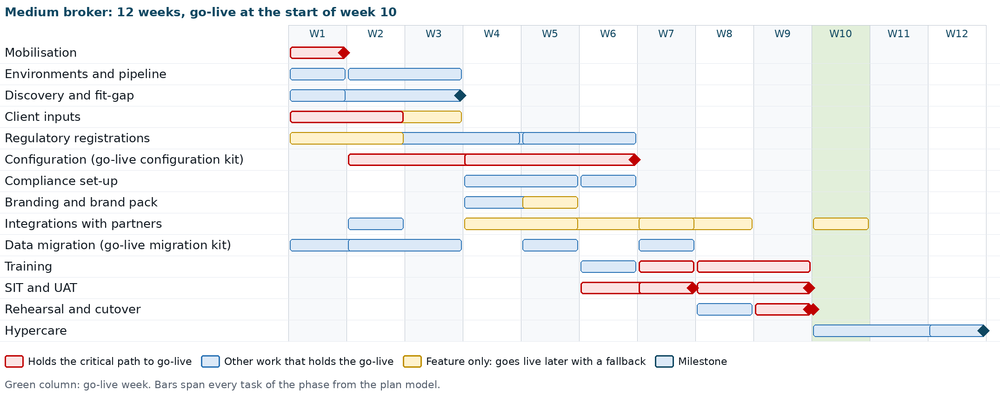 Medium broker: 12 weeks, go-live at the start of week 10
W1 W2 W3 W4 W5 W6 W7 W8 W9 W10 W11 W12
Mobilisation
Environments and pipeline
Discovery and fit-gap
Client inputs
Regulatory registrations
Configuration (go-live configuration kit)
Compliance set-up
Branding and brand pack
Integrations with partners
Data migration (go-live migration kit)
Training
SIT and UAT
Rehearsal and cutover
Hypercare
Holds the critical path to go-live Other work that holds the go-live Feature only: goes live later with a fallback Milestone
Green column: go-live week. Bars span every task of the phase from the plan model.